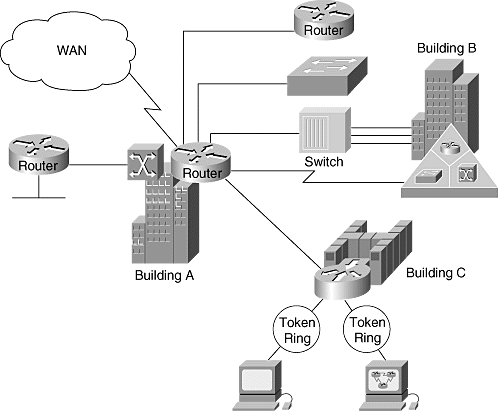 Router
Building B
WAN
Switch
Router
Router
Building A
Building C
Token
Ring
Token
Ring